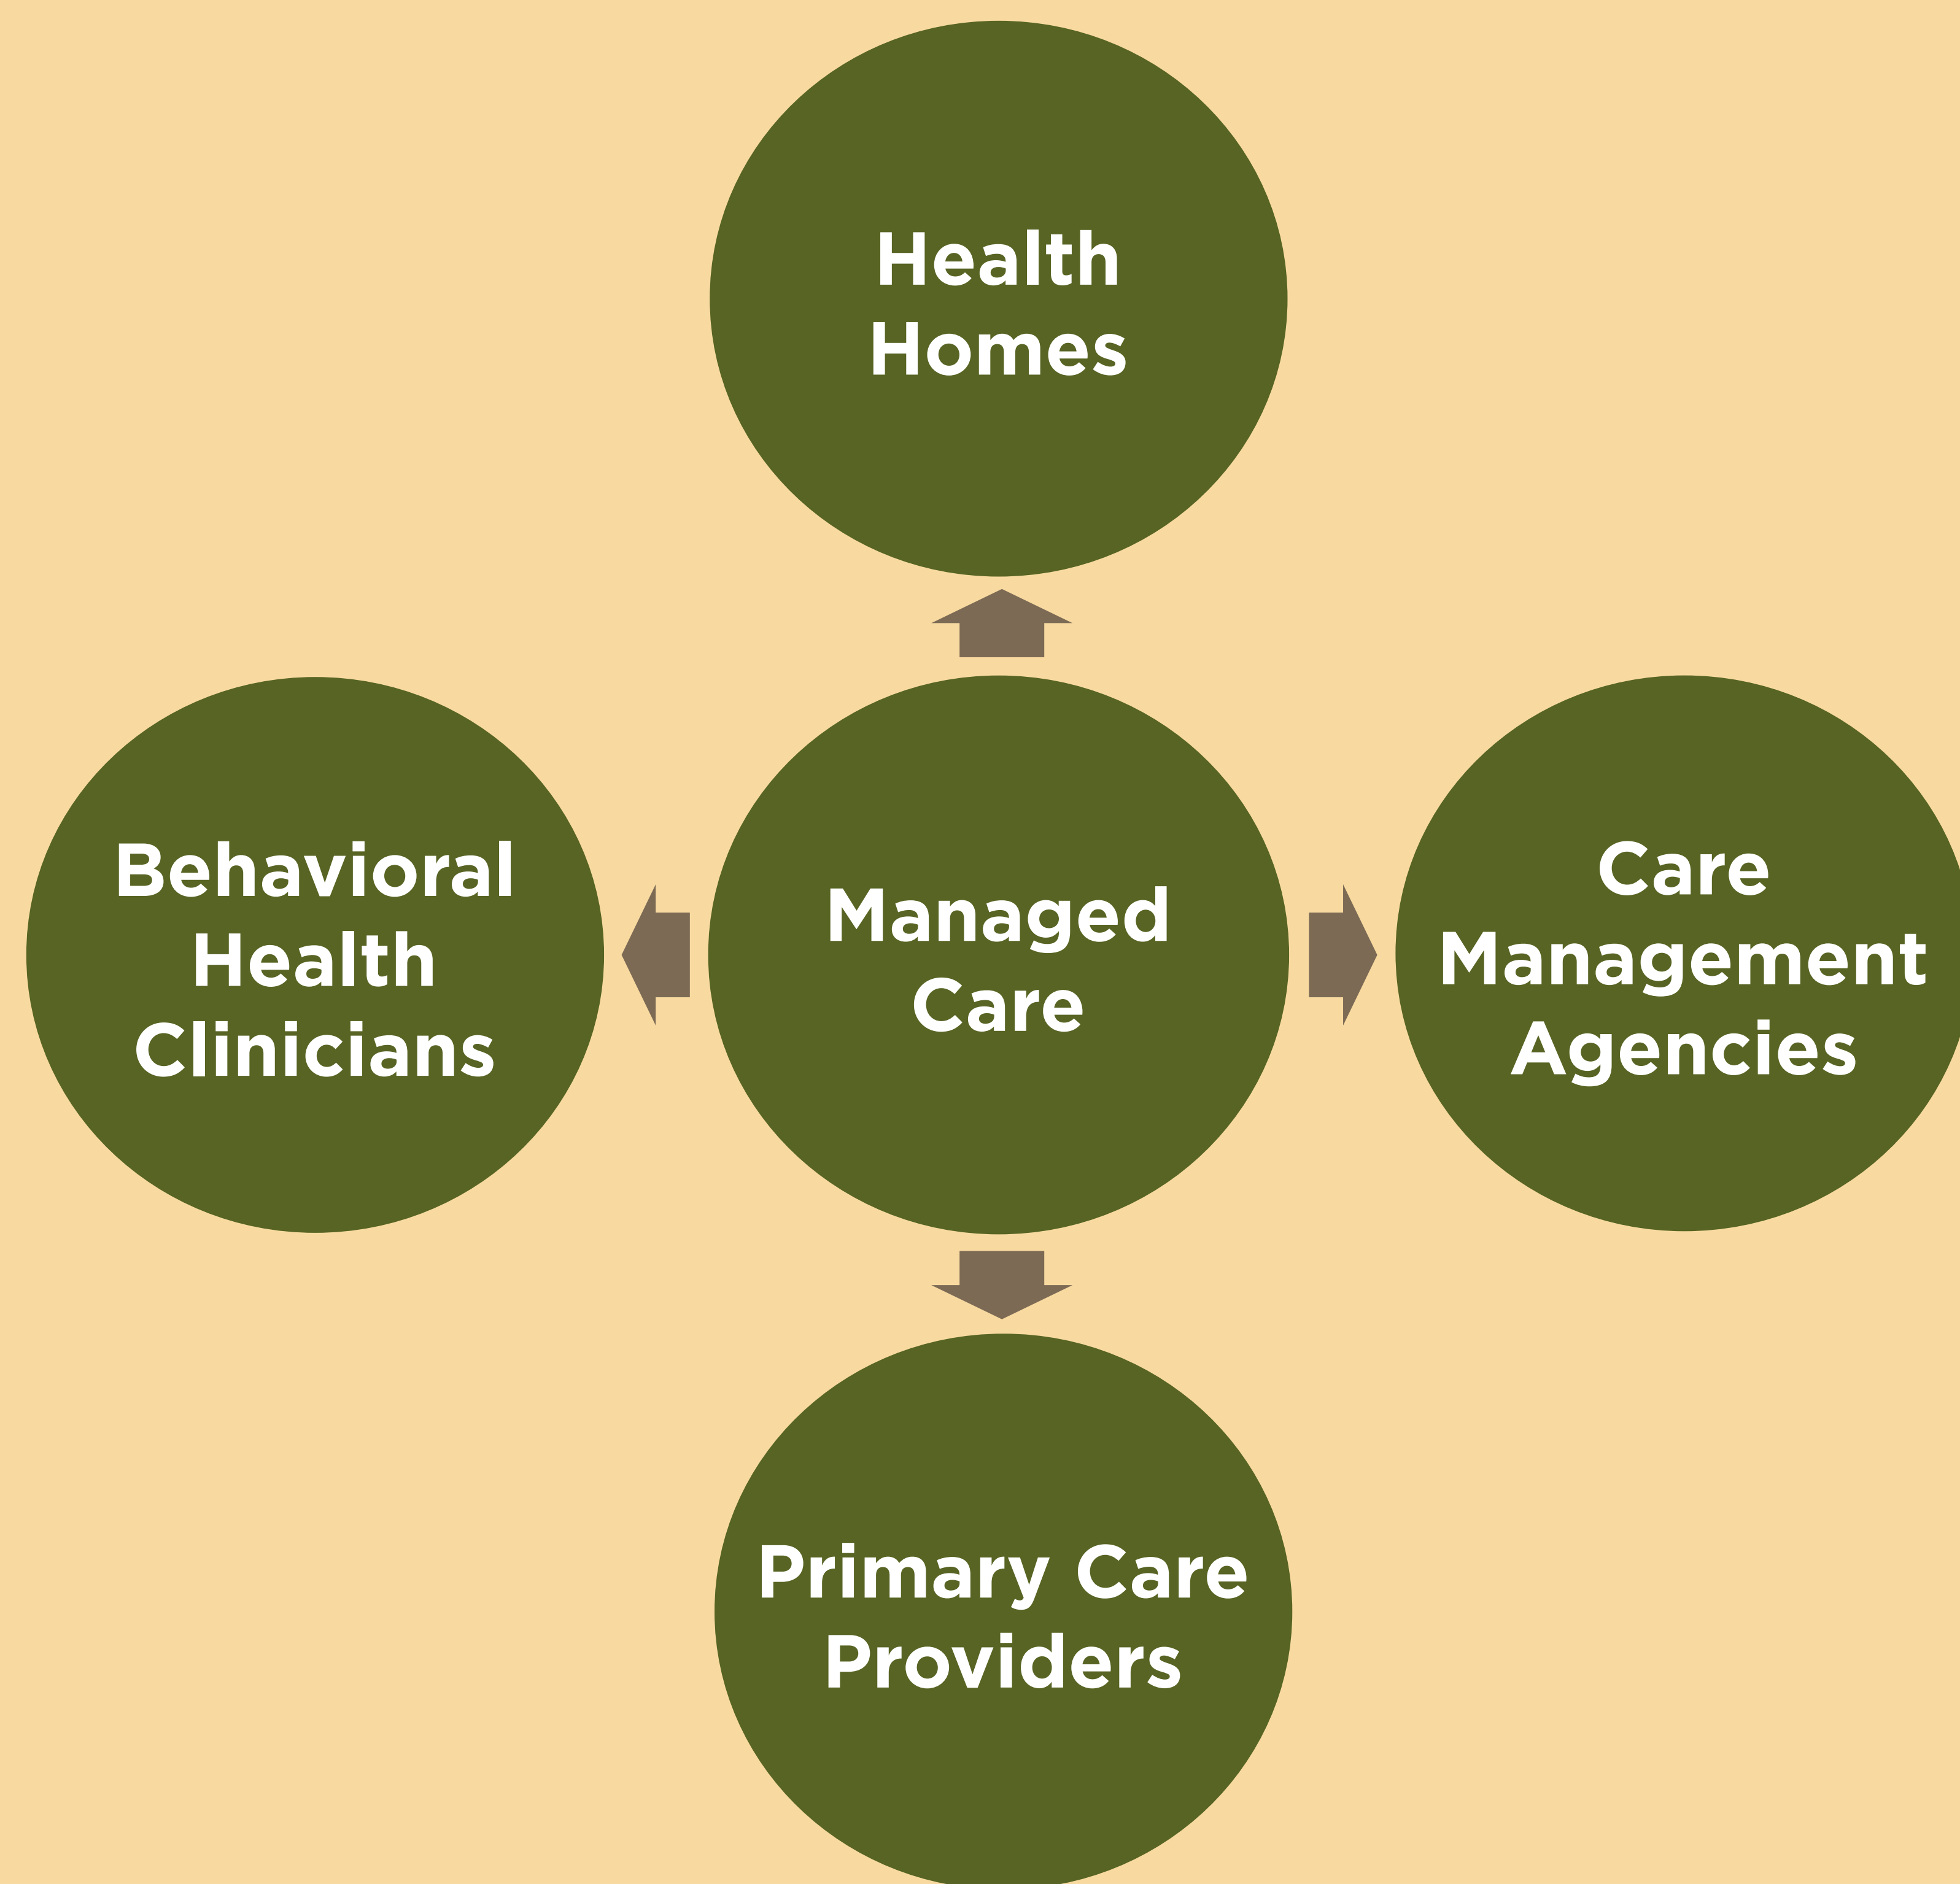 Health
Homes
Behavioral
Health
Clinicians
Managed
Care
Care
Management
Agencies
Primary Care
Providers